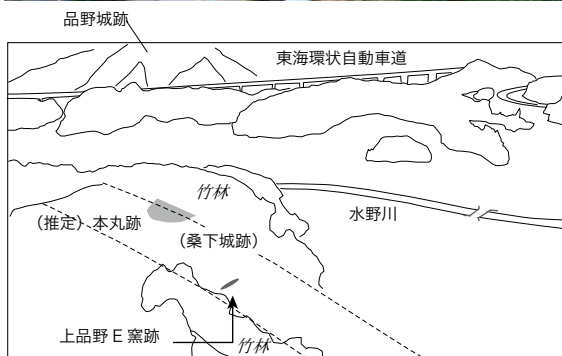 品野城跡
東海環状自動車道
竹林
(推定)本丸跡
水野川
(桑下城跡)
上品野E窯跡
竹林